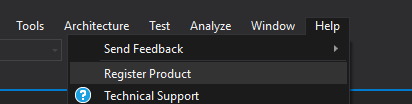 Tools Architecture Test Analyze Window Help
Send Feedback
Register Product
Technical Support